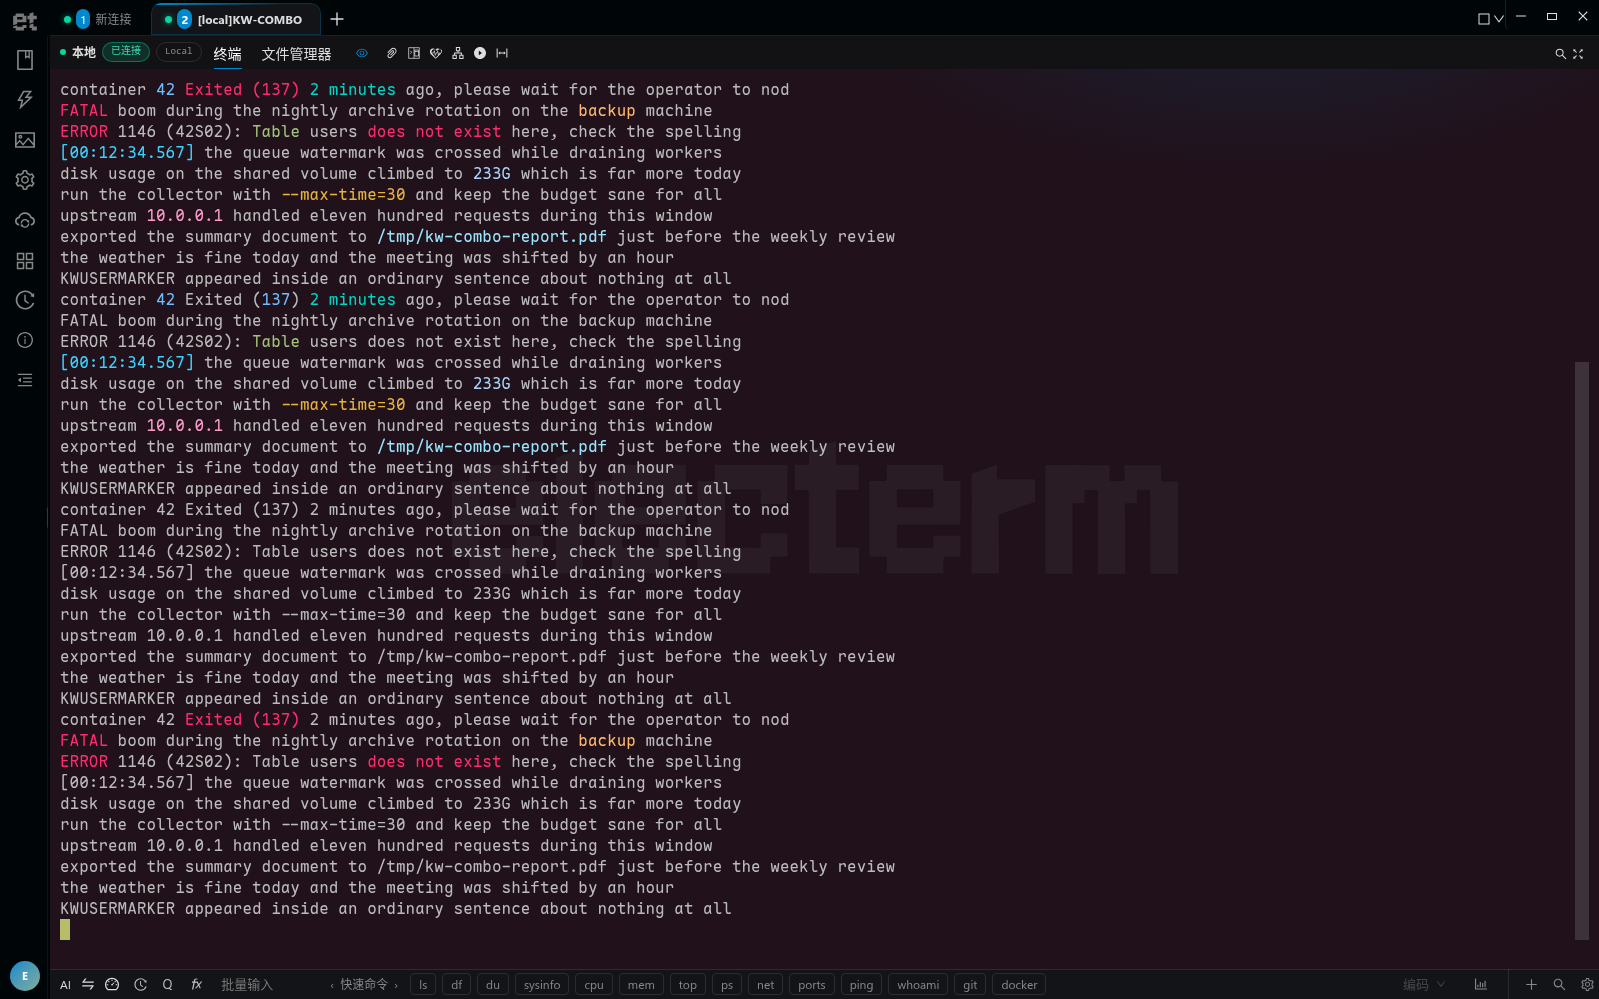 et
1 新连接
2 [local]KW-COMBO
本地 已连接 Local 终端 文件管理器
container 42 Exited (137) 2 minutes ago, please wait for the operator to nod
FATAL boom during the nightly archive rotation on the backup machine
ERROR 1146 (42S02): Table users does not exist here, check the spelling
[00:12:34.567] the queue watermark was crossed while draining workers
disk usage on the shared volume climbed to 233G which is far more today
run the collector with --max-time=30 and keep the budget sane for all
upstream 10.0.0.1 handled eleven hundred requests during this window
exported the summary document to /tmp/kw-combo-report.pdf just before the weekly review
the weather is fine today and the meeting was shifted by an hour
KWUSERMARKER appeared inside an ordinary sentence about nothing at all
container 42 Exited (137) 2 minutes ago, please wait for the operator to nod
FATAL boom during the nightly archive rotation on the backup machine
ERROR 1146 (42S02): Table users does not exist here, check the spelling
[00:12:34.567] the queue watermark was crossed while draining workers
disk usage on the shared volume climbed to 233G which is far more today
run the collector with --max-time=30 and keep the budget sane for all
upstream 10.0.0.1 handled eleven hundred requests during this window
exported the summary document to /tmp/kw-combo-report.pdf just before the weekly review
the weather is fine today and the meeting was shifted by an hour
KWUSERMARKER appeared inside an ordinary sentence about nothing at all
container 42 Exited (137) 2 minutes ago, please wait for the operator to nod
FATAL boom during the nightly archive rotation on the backup machine
ERROR 1146 (42S02): Table users does not exist here, check the spelling
[00:12:34.567] the queue watermark was crossed while draining workers
disk usage on the shared volume climbed to 233G which is far more today
run the collector with --max-time=30 and keep the budget sane for all
upstream 10.0.0.1 handled eleven hundred requests during this window
exported the summary document to /tmp/kw-combo-report.pdf just before the weekly review
the weather is fine today and the meeting was shifted by an hour
KWUSERMARKER appeared inside an ordinary sentence about nothing at all
container 42 Exited (137) 2 minutes ago, please wait for the operator to nod
FATAL boom during the nightly archive rotation on the backup machine
ERROR 1146 (42S02): Table users does not exist here, check the spelling
[00:12:34.567] the queue watermark was crossed while draining workers
disk usage on the shared volume climbed to 233G which is far more today
run the collector with --max-time=30 and keep the budget sane for all
upstream 10.0.0.1 handled eleven hundred requests during this window
exported the summary document to /tmp/kw-combo-report.pdf just before the weekly review
the weather is fine today and the meeting was shifted by an hour
KWUSERMARKER appeared inside an ordinary sentence about nothing at all
electerm
E
AI Q fx 批量输入 ‹ 快速命令 › ls df du sysinfo cpu mem top ps net ports ping whoami git docker 编码